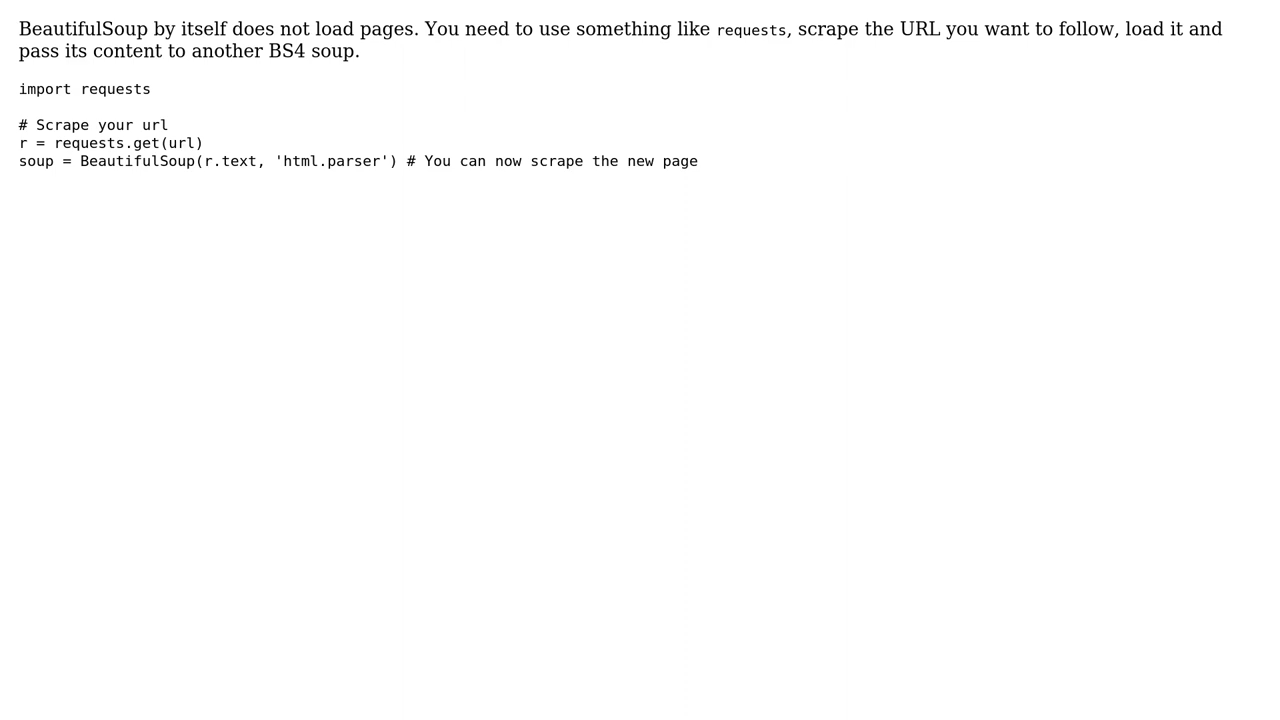 BeautifulSoup by itself does not load pages. You need to use something like requests, scrape the URL you want to follow, load it and
pass its content to another BS4 soup.
import requests
# Scrape your url
r = requests.get(url)
soup = BeautifulSoup(r.text, 'html.parser') # You can now scrape the new page